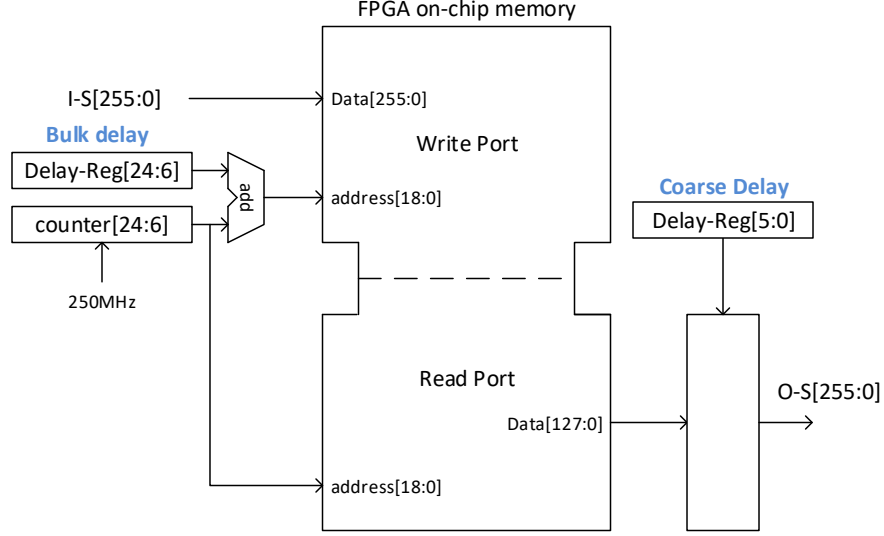 FPGA on-chip memory
I-S[255:0]
Data[255:0]
Bulk delay
Write Port
Delay-Reg[24:6]
add
address[18:0]
Coarse Delay
Delay-Reg[5:0]
counter[24:6]
250MHz
Read Port
O-S[255:0]
Data[127:0]
address[18:0]